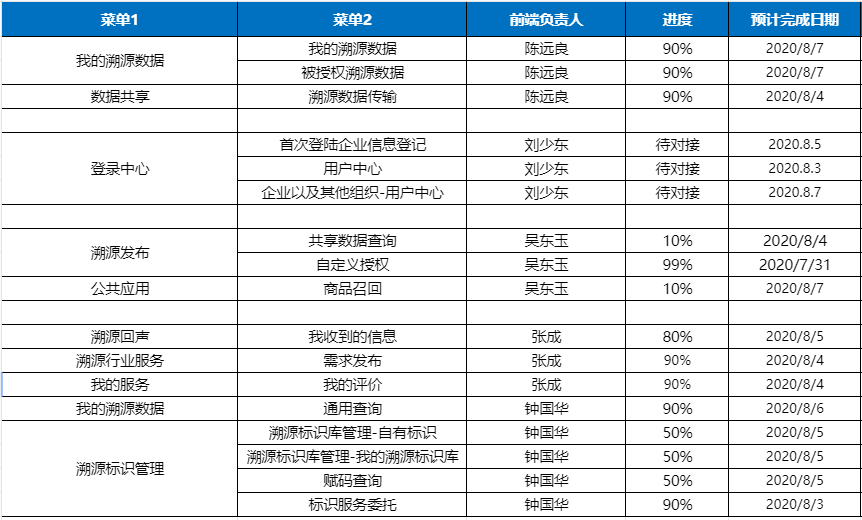 菜单1 菜单2 前端负责人 进度 预计完成日期
我的溯源数据 我的溯源数据 陈远良 90% 2020/8/7
被授权溯源数据 陈远良 90% 2020/8/7
数据共享 溯源数据传输 陈远良 90% 2020/8/4
登录中心 首次登陆企业信息登记 刘少东 待对接 2020.8.5
用户中心 刘少东 待对接 2020.8.3
企业以及其他组织-用户中心 刘少东 待对接 2020.8.7
溯源发布 共享数据查询 吴东玉 10% 2020/8/4
自定义授权 吴东玉 99% 2020/7/31
公共应用 商品召回 吴东玉 10% 2020/8/7
溯源回声 我收到的信息 张成 80% 2020/8/5
溯源行业服务 需求发布 张成 90% 2020/8/4
我的服务 我的评价 张成 90% 2020/8/4
我的溯源数据 通用查询 钟国华 90% 2020/8/6
溯源标识管理 溯源标识库管理-自有标识 钟国华 50% 2020/8/5
溯源标识库管理-我的溯源标识库 钟国华 50% 2020/8/5
赋码查询 钟国华 50% 2020/8/5
标识服务委托 钟国华 90% 2020/8/3